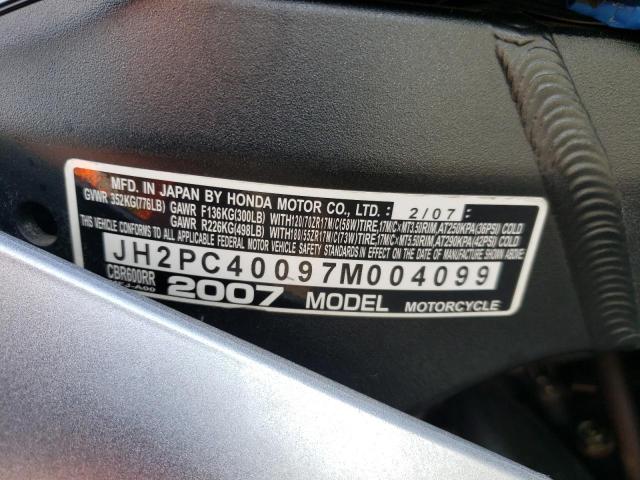 MFD. IN JAPAN BY HONDA MOTOR CO., LTD. 2/07
GVWR 352KG(776LB) GAWR F136KG(300LB) WITH120/70ZR17M/C(58W)TIRE,17M/C×MT3.50RIM,AT250KPA(36PSI) COLD
GAWR R226KG(498LB) WITH180/55ZR17M/C(73W)TIRE,17M/C×MT5.50RIM,AT290KPA(42PSI) COLD
THIS VEHICLE CONFORMS TO ALL APPLICABLE FEDERAL MOTOR VEHICLE SAFETY STANDARDS IN EFFECT ON THE DATE OF MANUFACTURE SHOWN ABOVE.
JH2PC40097M004099
CBR600RR 2007 MODEL MOTORCYCLE